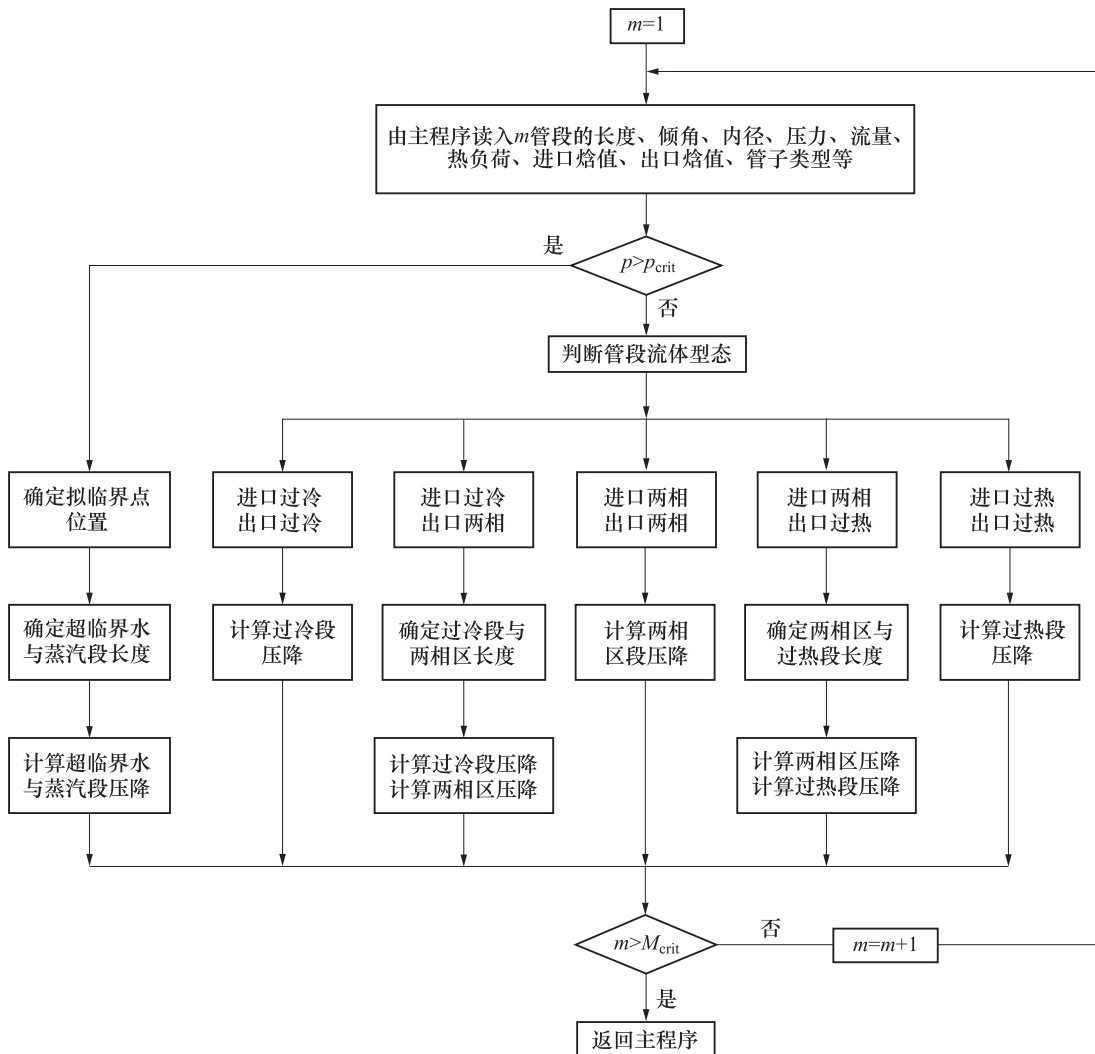 m=1
由主程序读入m管段的长度、倾角、内径、压力、流量、
热负荷、进口焓值、出口焓值、管子类型等
是
p>pcrit
否
判断管段流体型态
确定拟临界点
位置
进口过冷
出口过冷
进口过冷
出口两相
进口两相
出口两相
进口两相
出口过热
进口过热
出口过热
确定超临界水
与蒸汽段长度
计算过冷段
压降
确定过冷段与
两相区长度
计算两相
区段压降
确定两相区与
过热段长度
计算过热段
压降
计算超临界水
与蒸汽段压降
计算过冷段压降
计算两相区压降
计算两相区压降
计算过热段压降
m>Mcrit
否
m=m+1
是
返回主程序